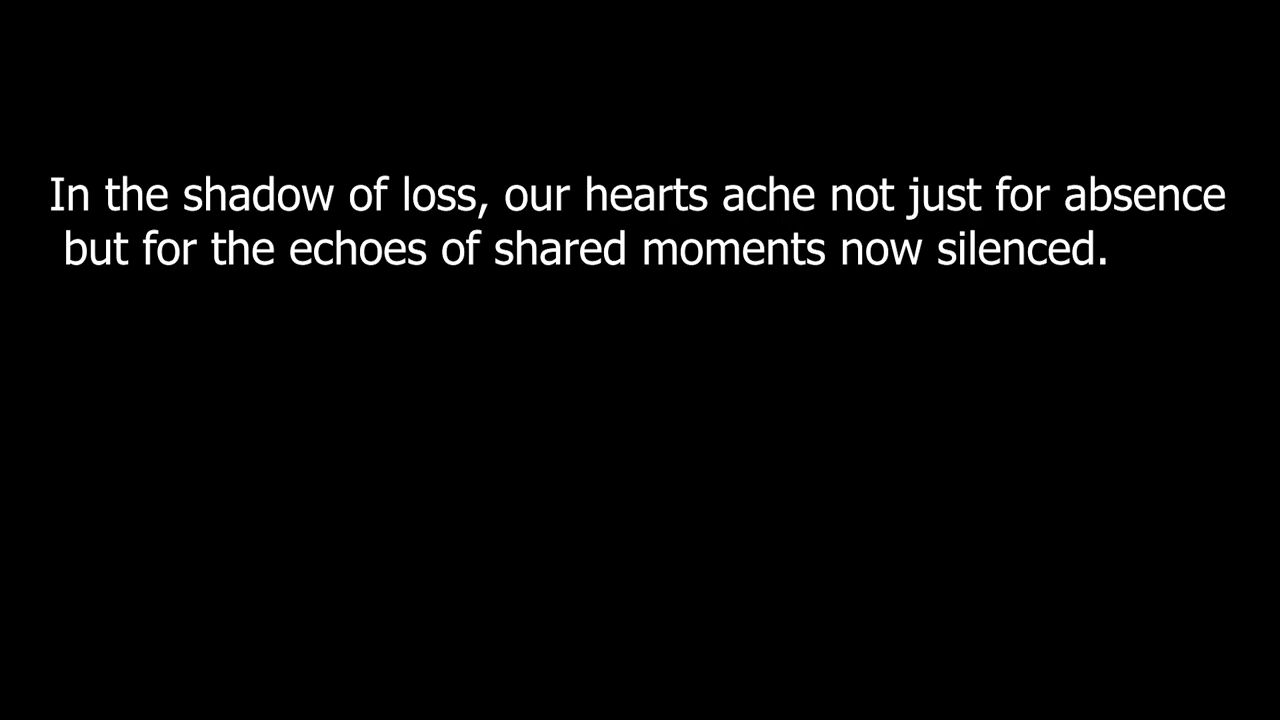 In the shadow of loss, our hearts ache not just for absence
but for the echoes of shared moments now silenced.